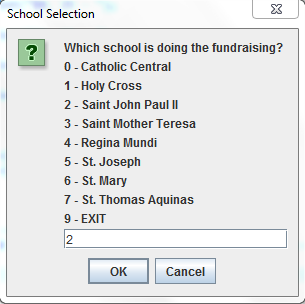 School Selection
Which school is doing the fundraising?
0 - Catholic Central
1 - Holy Cross
2 - Saint John Paul II
3 - Saint Mother Teresa
4 - Regina Mundi
5 - St. Joseph
6 - St. Mary
7 - St. Thomas Aquinas
9 - EXIT
2
OK Cancel